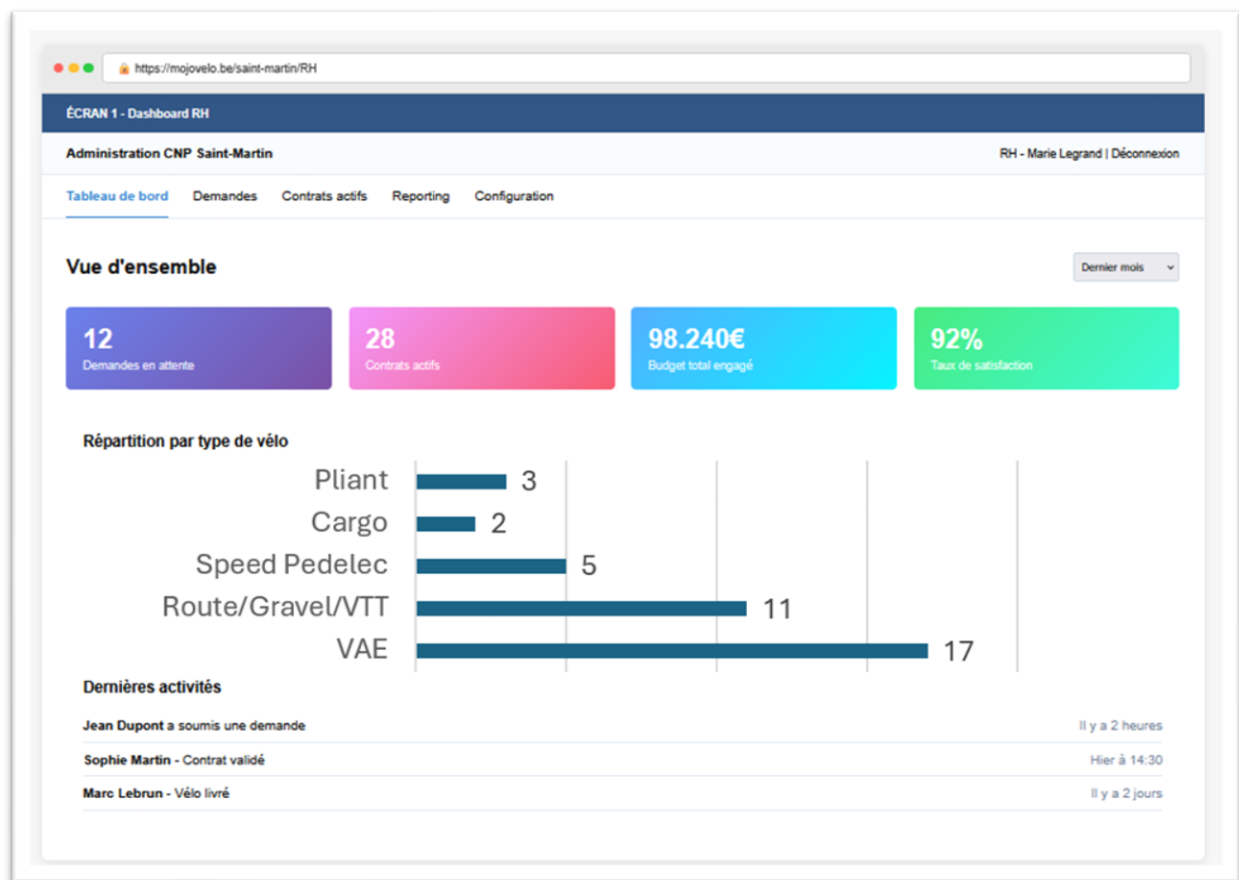 https://mojovelo.be/saint-martin/RH
ÉCRAN 1 - Dashboard RH
Administration CNP Saint-Martin RH - Marie Legrand | Déconnexion
Tableau de bord Demandes Contrats actifs Reporting Configuration
Vue d'ensemble Dernier mois
12 28 98.240€ 92%
Demandes en attente Contrats actifs Budget total engagé Taux de satisfaction
Répartition par type de vélo
Pliant 3
Cargo 2
Speed Pedelec 5
Route/Gravel/VTT 11
VAE 17
Dernières activités
Jean Dupont a soumis une demande Il y a 2 heures
Sophie Martin - Contrat validé Hier à 14:30
Marc Lebrun - Vélo livré Il y a 2 jours